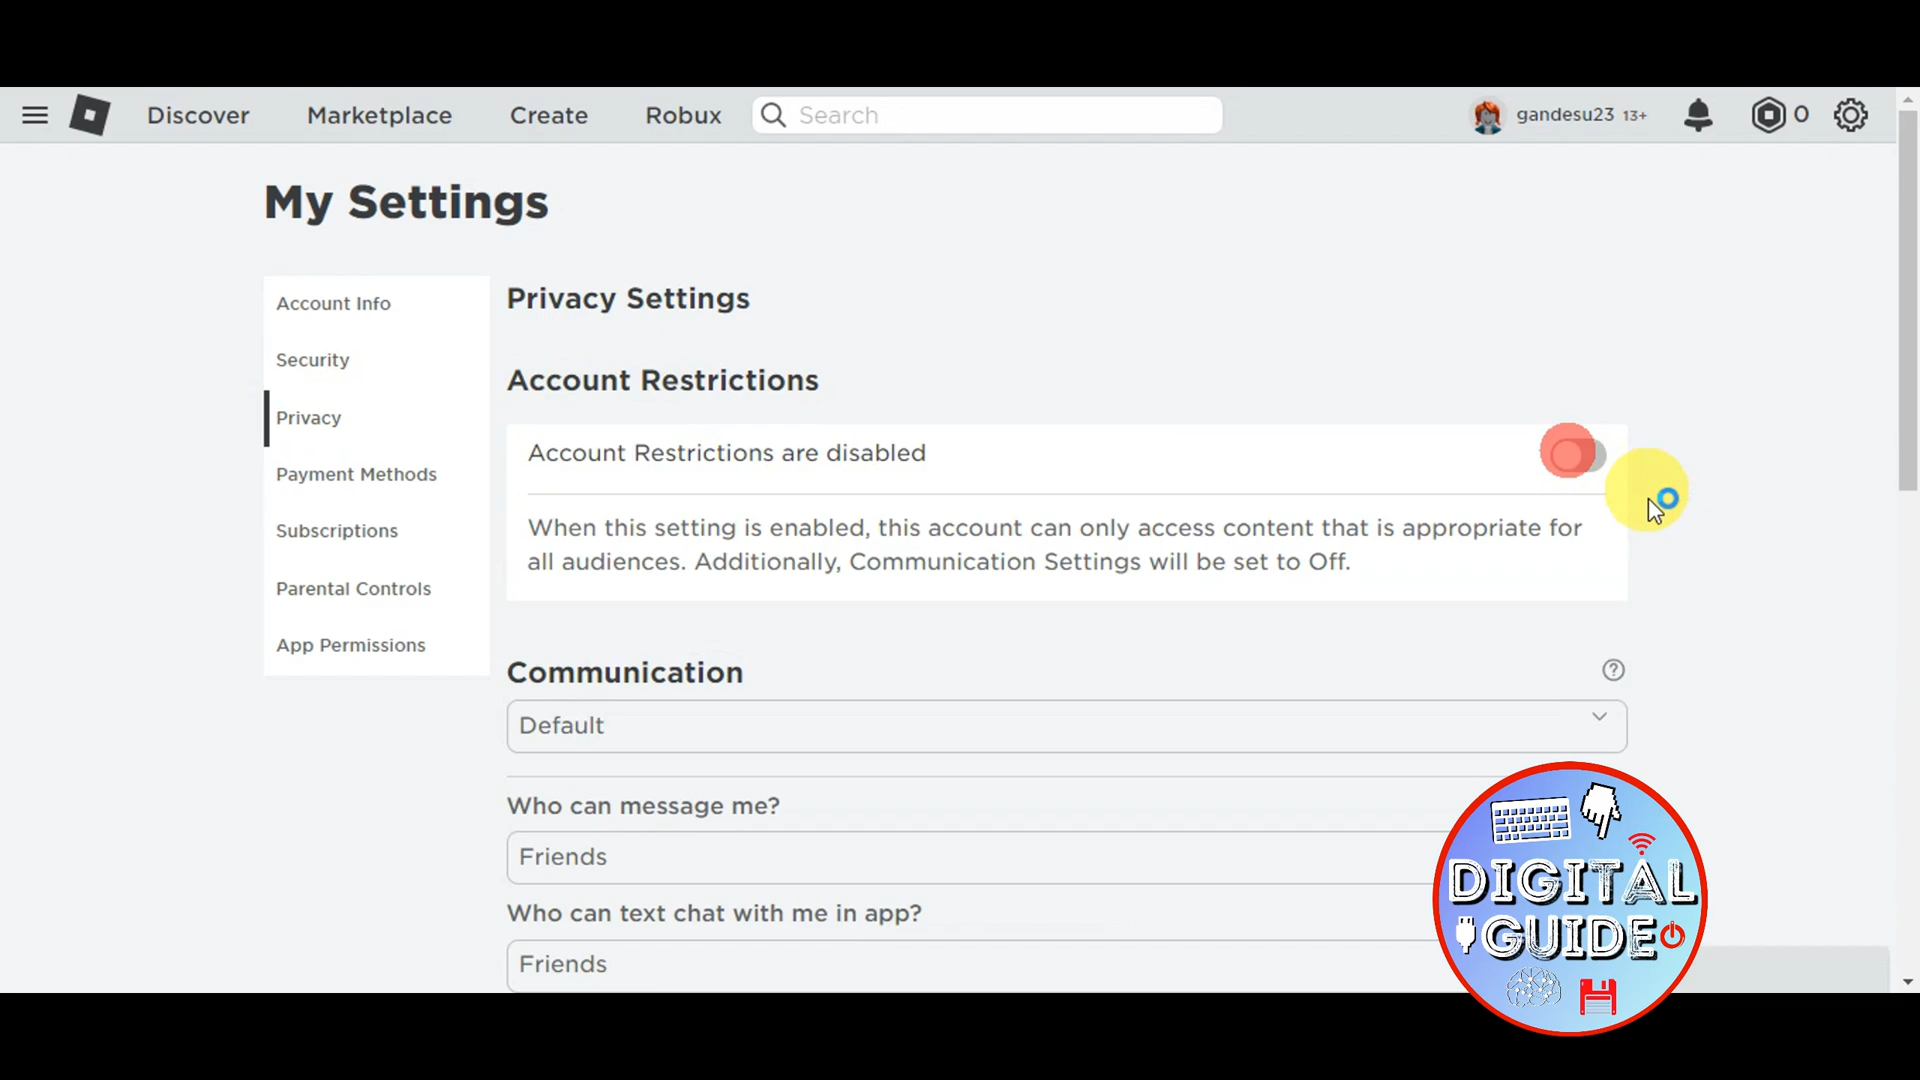 Discover Marketplace Create Robux Search gandesu23 13+ 0
My Settings
Account Info
Security
Privacy
Payment Methods
Subscriptions
Parental Controls
App Permissions
Privacy Settings
Account Restrictions
Account Restrictions are disabled
When this setting is enabled, this account can only access content that is appropriate for
all audiences. Additionally, Communication Settings will be set to Off.
Communication
Default
Who can message me?
Friends
Who can text chat with me in app?
Friends
DIGITAL
GUIDE